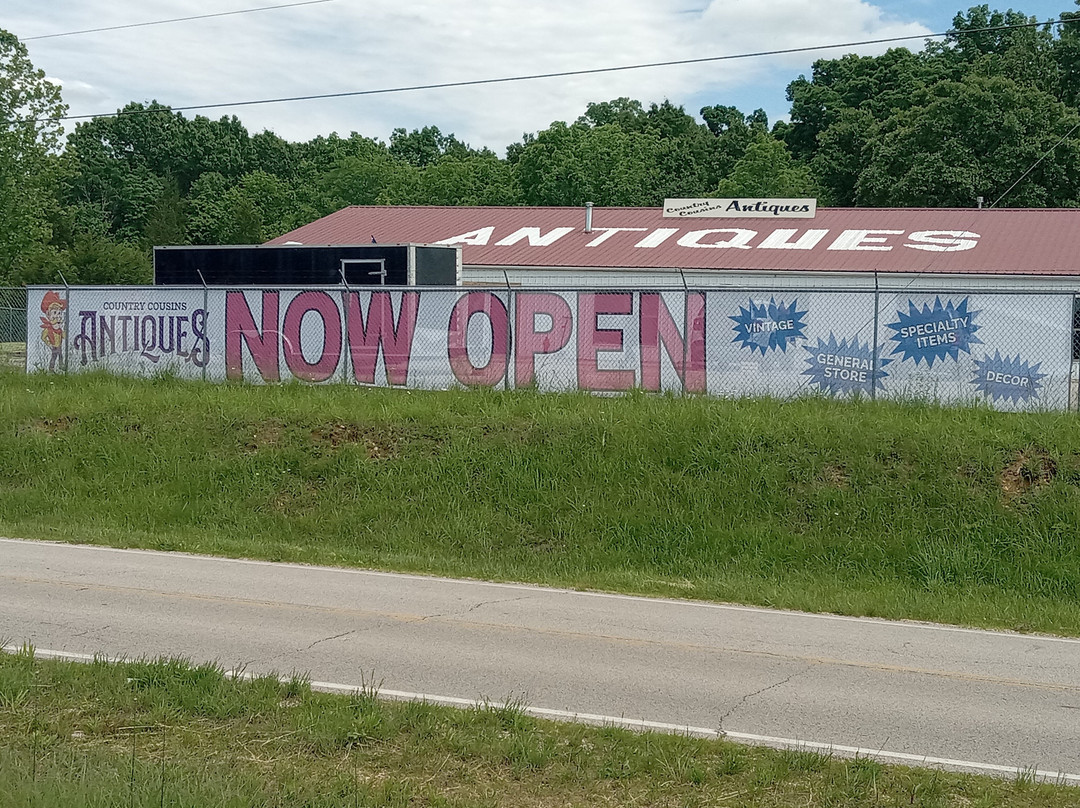 Country
Cousins Antiques
ANTIQUES
COUNTRY COUSINS
ANTIQUES
NOW OPEN
VINTAGE
GENERAL
STORE
SPECIALTY
ITEMS
DECOR